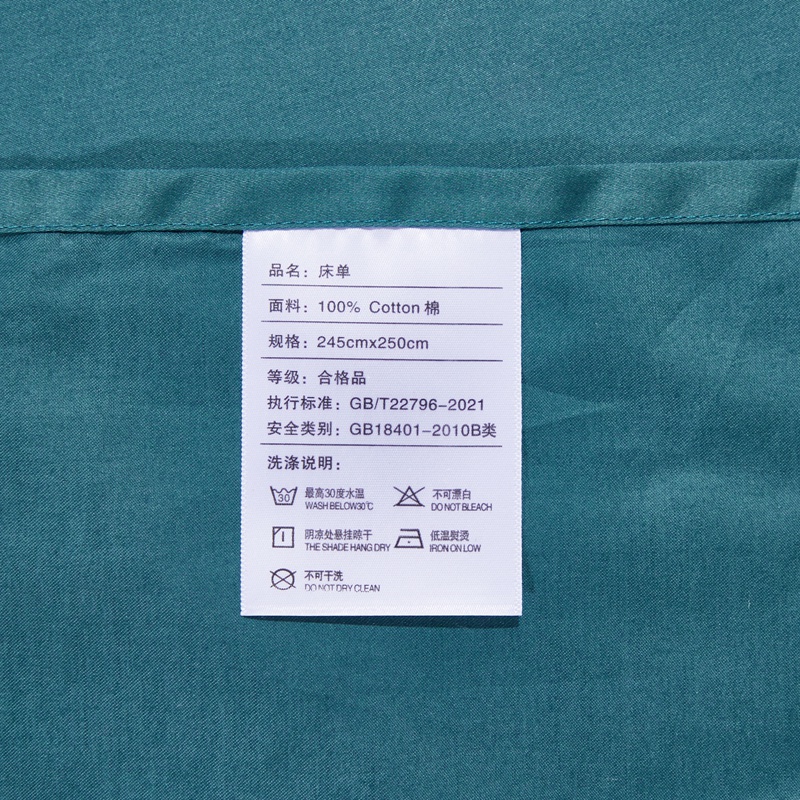 品名：床单
面料：100% Cotton 棉
规格：245cmx250cm
等级：合格品
执行标准：GB/T22796-2021
安全类别：GB18401-2010B类
洗涤说明：
30 最高30度水温 不可漂白
WASH BELOW30℃ DO NOT BLEACH
阴凉处悬挂晾干 低温熨烫
THE SHADE HANG DRY IRON ON LOW
不可干洗
DO NOT DRY CLEAN